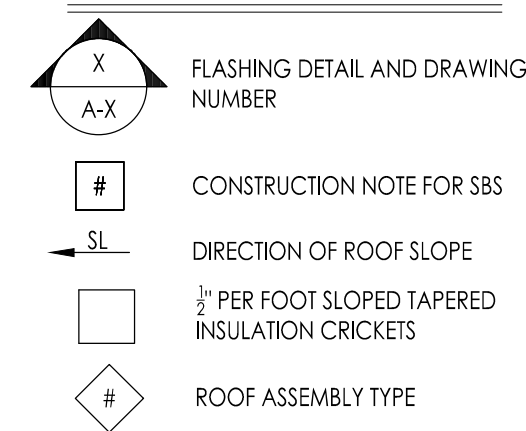 X
A-X
FLASHING DETAIL AND DRAWING
NUMBER
#
CONSTRUCTION NOTE FOR SBS
SL
DIRECTION OF ROOF SLOPE
½" PER FOOT SLOPED TAPERED
INSULATION CRICKETS
#
ROOF ASSEMBLY TYPE